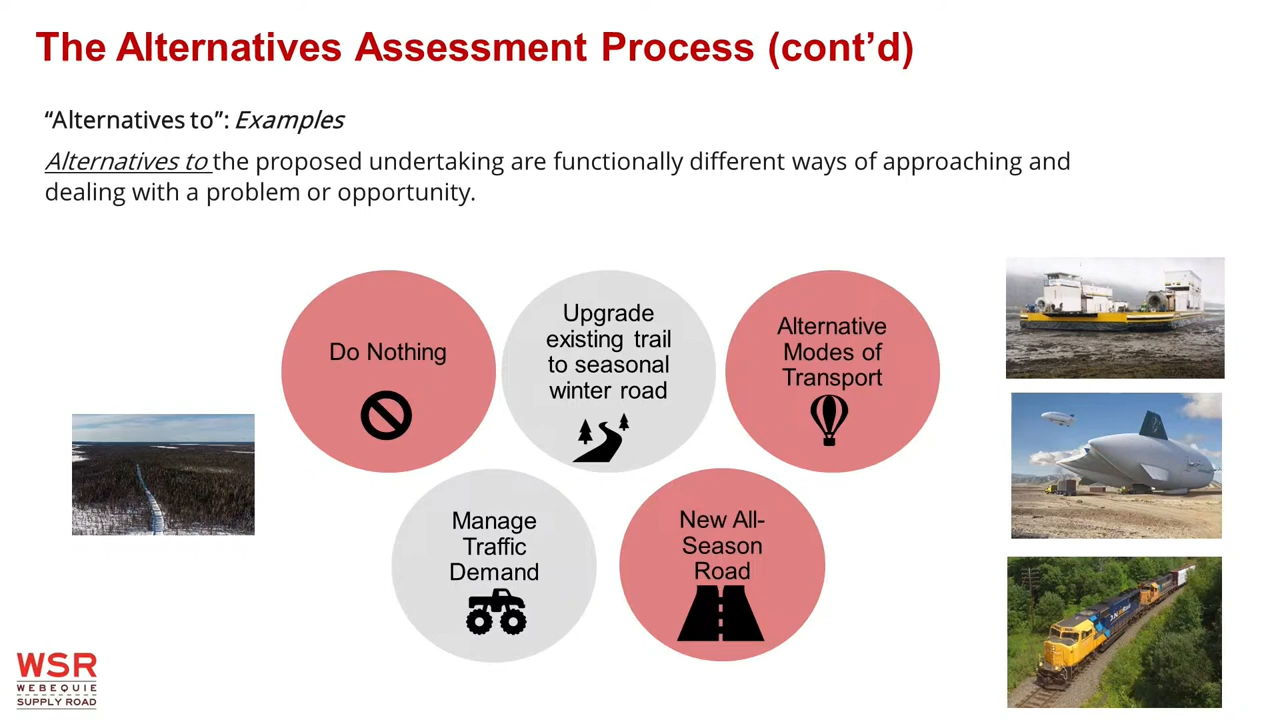 The Alternatives Assessment Process (cont’d)
“Alternatives to”: Examples
Alternatives to the proposed undertaking are functionally different ways of approaching and
dealing with a problem or opportunity.
Do Nothing
Upgrade
existing trail
to seasonal
winter road
Alternative
Modes of
Transport
Manage
Traffic
Demand
New All-
Season
Road
WSR
WEBEQUIE
SUPPLY ROAD